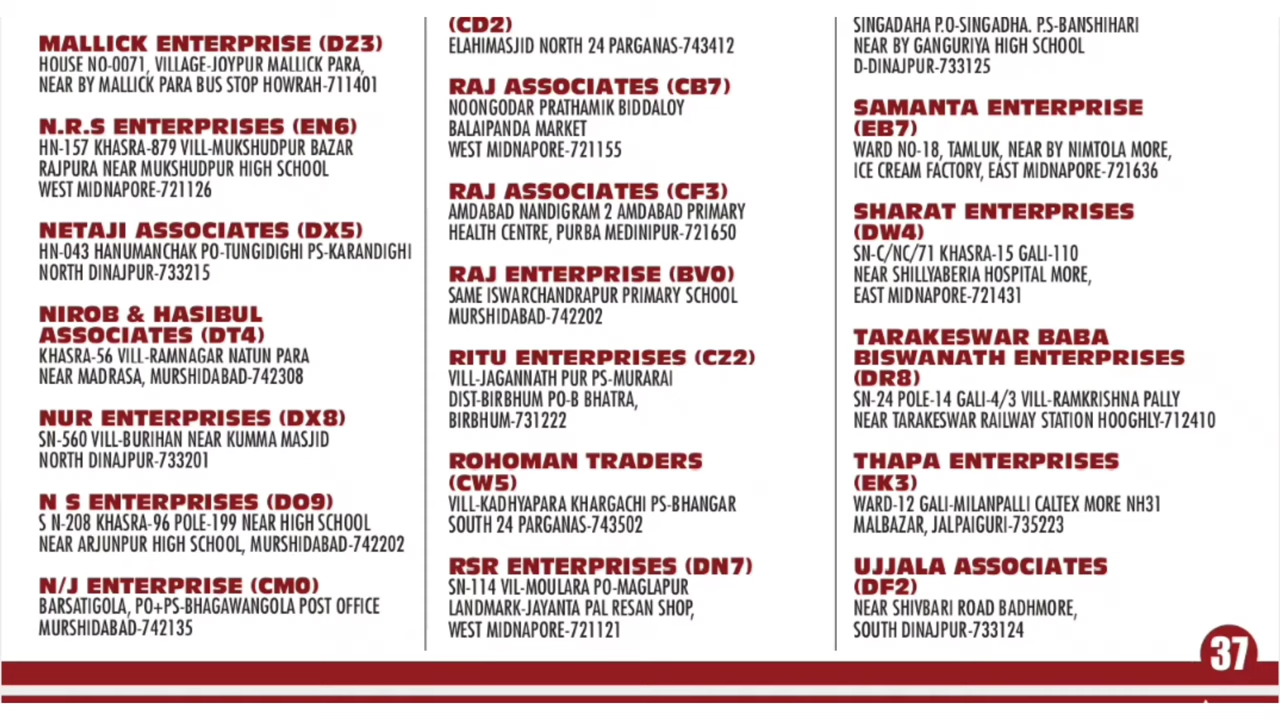 MALLICK ENTERPRISE (DZ3)
HOUSE NO-0071, VILLAGE-JOYPUR MALLICK PARA,
NEAR BY MALLICK PARA BUS STOP HOWRAH-711401
N.R.S ENTERPRISES (EN6)
HN-157 KHASRA-879 VILL-MUKSHUDPUR BAZAR
RAJPURA NEAR MUKSHUDPUR HIGH SCHOOL
WEST MIDNAPORE-721126
NETAJI ASSOCIATES (DX5)
HN-043 HANUMANCHAK PO-TUNGIDIGHI PS-KARANDIGHI
NORTH DINAJPUR-733215
NIROB & HASIBUL
ASSOCIATES (DT4)
KHASRA-56 VILL-RAMNAGAR NATUN PARA
NEAR MADRASA, MURSHIDABAD-742308
NUR ENTERPRISES (DX8)
SN-560 VILL-BURIHAN NEAR KUMMA MASJID
NORTH DINAJPUR-733201
N S ENTERPRISES (DO9)
S N-208 KHASRA-96 POLE-199 NEAR HIGH SCHOOL
NEAR ARJUNPUR HIGH SCHOOL, MURSHIDABAD-742202
N/J ENTERPRISE (CM0)
BARSATIGOLA, PO+PS-BHAGAWANGOLA POST OFFICE
MURSHIDABAD-742135
(CD2)
ELAHIMASJID NORTH 24 PARGANAS-743412
RAJ ASSOCIATES (CB7)
NOONGODAR PRATHAMIK BIDDALOY
BALAIPANDA MARKET
WEST MIDNAPORE-721155
RAJ ASSOCIATES (CF3)
AMDABAD NANDIGRAM 2 AMDABAD PRIMARY
HEALTH CENTRE, PURBA MEDINIPUR-721650
RAJ ENTERPRISE (BV0)
SAME ISWARCHANDRAPUR PRIMARY SCHOOL
MURSHIDABAD-742202
RITU ENTERPRISES (CZ2)
VILL-JAGANNATH PUR PS-MURARAI
DIST-BIRBHUM PO-B BHATRA,
BIRBHUM-731222
ROHOMAN TRADERS
(CW5)
VILL-KADHYAPARA KHARGACHI PS-BHANGAR
SOUTH 24 PARGANAS-743502
RSR ENTERPRISES (DN7)
SN-114 VIL-MOULARA PO-MAGLAPUR
LANDMARK-JAYANTA PAL RESAN SHOP,
WEST MIDNAPORE-721121
SINGADAHA P.O-SINGADHA. P.S-BANSHIHARI
NEAR BY GANGURIYA HIGH SCHOOL
D-DINAJPUR-733125
SAMANTA ENTERPRISE
(EB7)
WARD NO-18, TAMLUK, NEAR BY NIMTOLA MORE,
ICE CREAM FACTORY, EAST MIDNAPORE-721636
SHARAT ENTERPRISES
(DW4)
SN-C/NC/71 KHASRA-15 GALI-110
NEAR SHILLYABERIA HOSPITAL MORE,
EAST MIDNAPORE-721431
TARAKESWAR BABA
BISWANATH ENTERPRISES
(DR8)
SN-24 POLE-14 GALI-4/3 VILL-RAMKRISHNA PALLY
NEAR TARAKESWAR RAILWAY STATION HOOGHLY-712410
THAPA ENTERPRISES
(EK3)
WARD-12 GALI-MILANPALLI CALTEX MORE NH31
MALBAZAR, JALPAIGURI-735223
UJJALA ASSOCIATES
(DF2)
NEAR SHIVBARI ROAD BADHMORE,
SOUTH DINAJPUR-733124
37